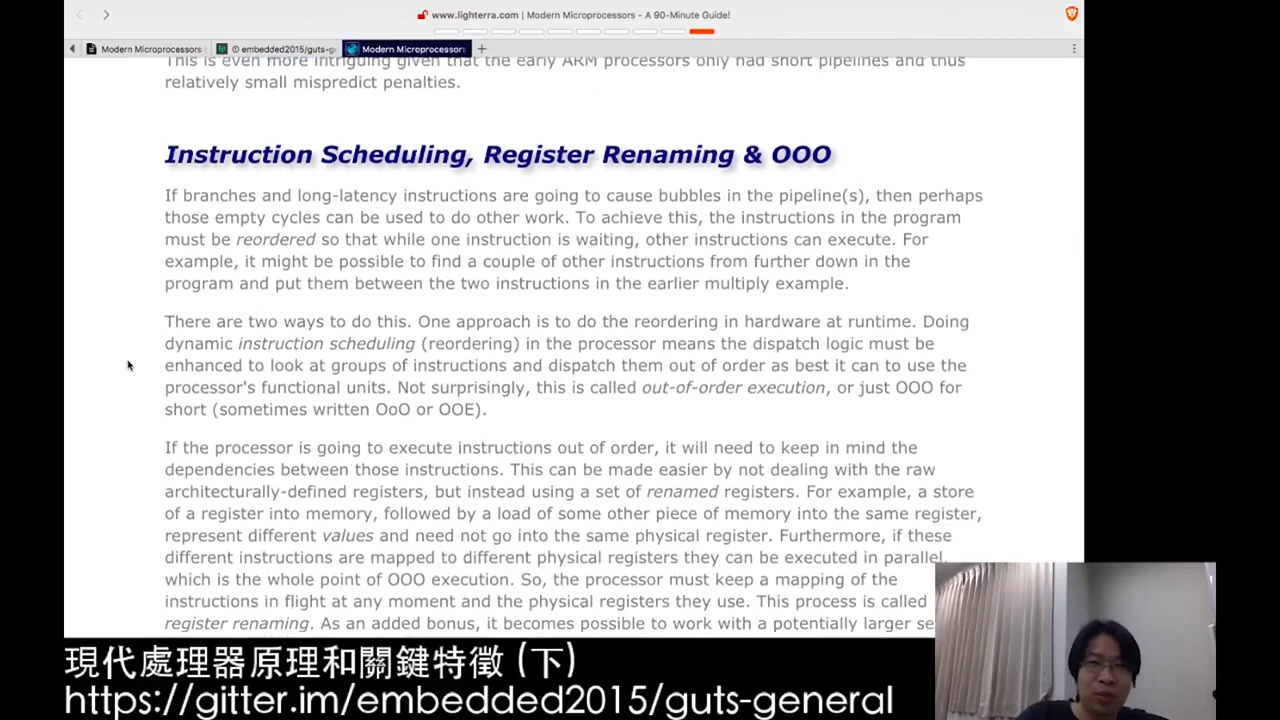 www.lighterra.com | Modern Microprocessors - A 90-Minute Guide!
Modern Microprocessors
embedded2015/guts-g
Modern Microprocessors
This is even more intriguing given that the early ARM processors only had short pipelines and thus
relatively small mispredict penalties.
Instruction Scheduling, Register Renaming & OOO
If branches and long-latency instructions are going to cause bubbles in the pipeline(s), then perhaps
those empty cycles can be used to do other work. To achieve this, the instructions in the program
must be reordered so that while one instruction is waiting, other instructions can execute. For
example, it might be possible to find a couple of other instructions from further down in the
program and put them between the two instructions in the earlier multiply example.
There are two ways to do this. One approach is to do the reordering in hardware at runtime. Doing
dynamic instruction scheduling (reordering) in the processor means the dispatch logic must be
enhanced to look at groups of instructions and dispatch them out of order as best it can to use the
processor's functional units. Not surprisingly, this is called out-of-order execution, or just OOO for
short (sometimes written OoO or OOE).
If the processor is going to execute instructions out of order, it will need to keep in mind the
dependencies between those instructions. This can be made easier by not dealing with the raw
architecturally-defined registers, but instead using a set of renamed registers. For example, a store
of a register into memory, followed by a load of some other piece of memory into the same register,
represent different values and need not go into the same physical register. Furthermore, if these
different instructions are mapped to different physical registers they can be executed in parallel,
which is the whole point of OOO execution. So, the processor must keep a mapping of the
instructions in flight at any moment and the physical registers they use. This process is called
register renaming. As an added bonus, it becomes possible to work with a potentially larger se
現代處理器原理和關鍵特徵 (下)
https://gitter.im/embedded2015/guts-general